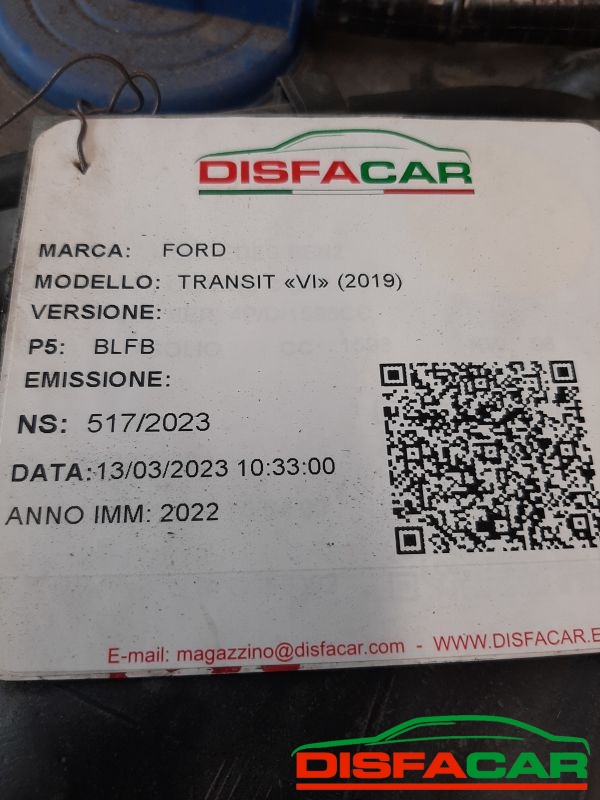 DISFACAR
MARCA: FORD
MODELLO: TRANSIT «VI» (2019)
VERSIONE:
P5: BLFB
EMISSIONE:
NS: 517/2023
DATA:13/03/2023 10:33:00
ANNO IMM: 2022
E-mail: magazzino@disfacar.com - WWW.DISFACAR.E
DISFACAR